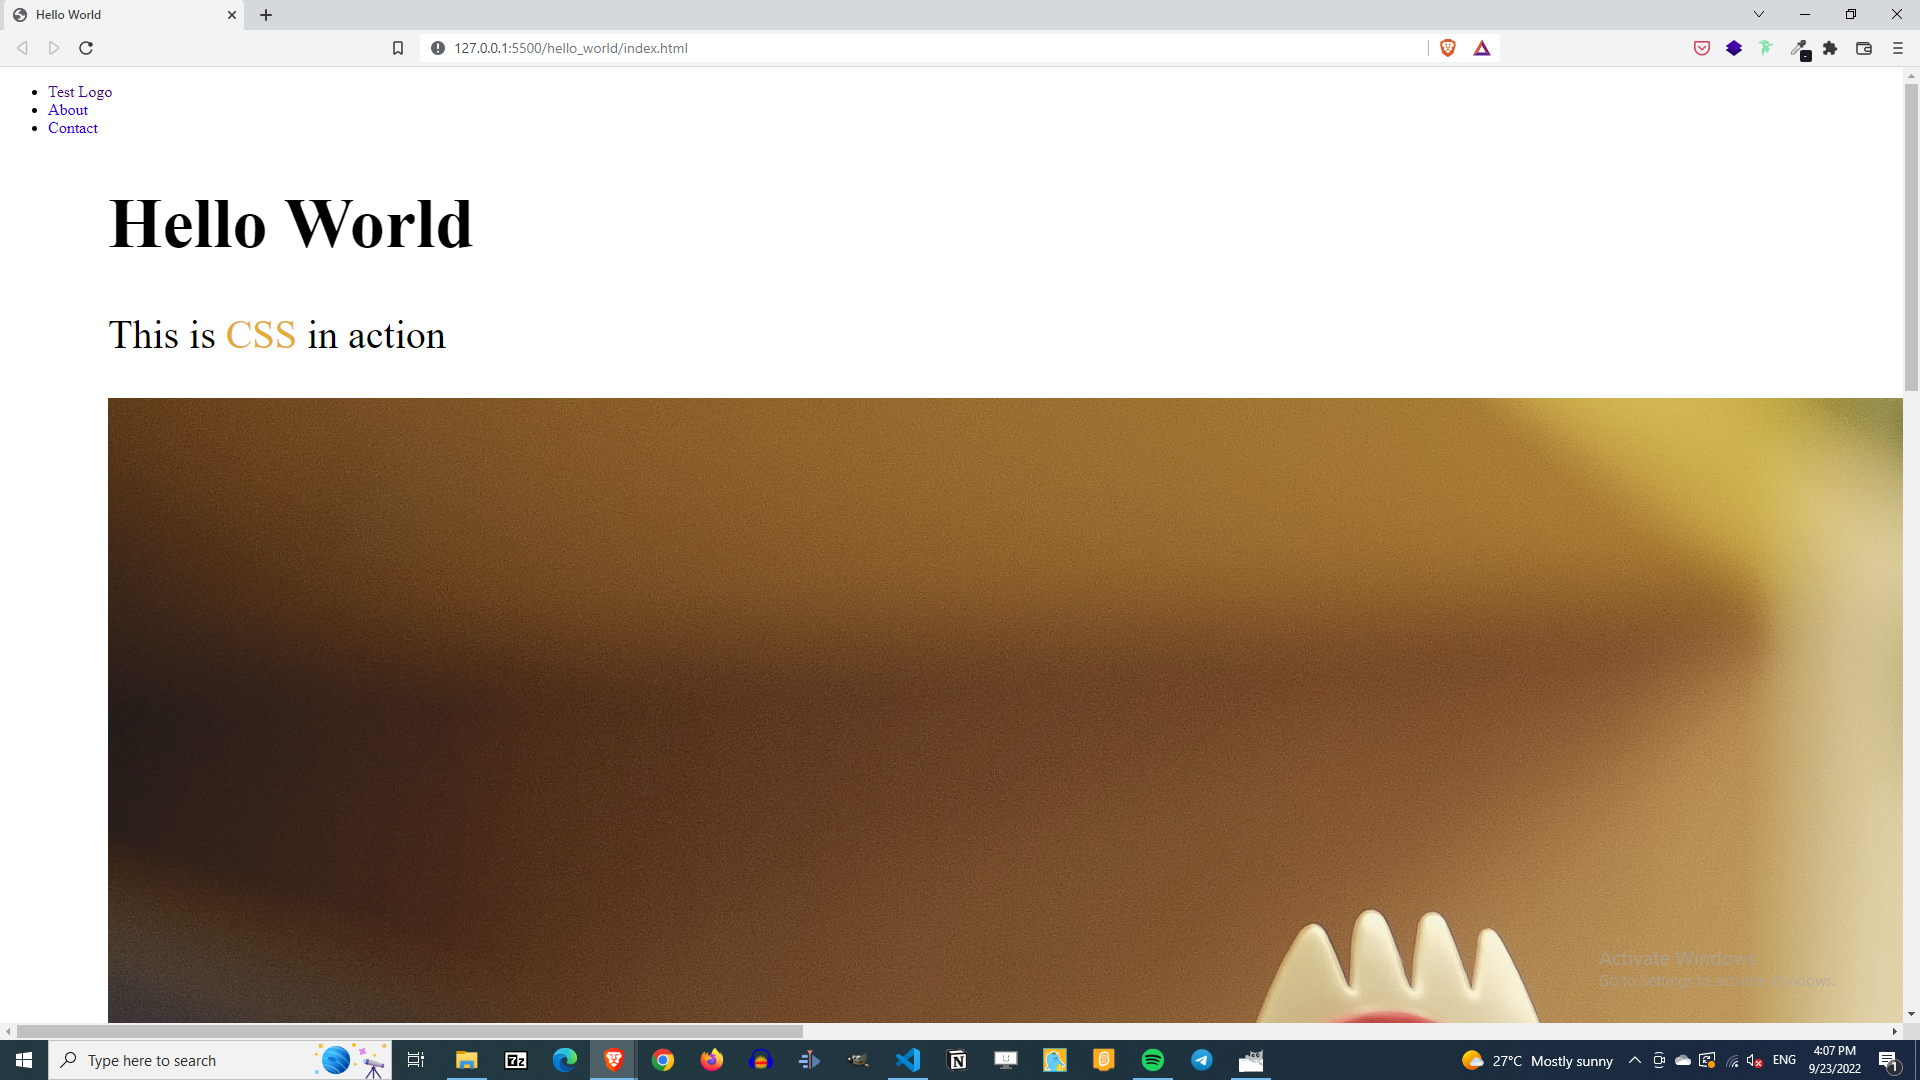 Hello World
127.0.0.1:5500/hello_world/index.html
Test Logo
About
Contact
Hello World
This is CSS in action
Activate Windows
Go to Settings to activate Windows.
Type here to search
7z
27°C Mostly sunny
ENG
4:07 PM
9/23/2022
1